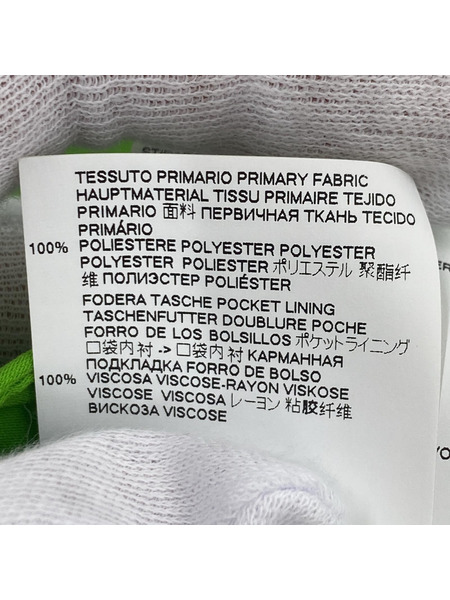 TESSUTO PRIMARIO PRIMARY FABRIC
HAUPTMATERIAL TISSU PRIMAIRE TEJIDO
PRIMARIO 面料 ПЕРВИЧНАЯ ТКАНЬ TECIDO
PRIMÁRIO
100% POLIESTERE POLYESTER POLYESTER
POLYESTER POLIESTER ポリエステル 聚酯纤
维 ПОЛИЭСТЕР POLIÉSTER
FODERA TASCHE POCKET LINING
TASCHENFUTTER DOUBLURE POCHE
FORRO DE LOS BOLSILLOS ポケットライニング
口袋内衬 -> 口袋内衬 КАРМАННАЯ
ПОДКЛАДКА FORRO DE BOLSO
100% VISCOSA VISCOSE-RAYON VISKOSE
VISCOSE VISCOSA レーヨン 粘胶纤维
ВИСКОЗА VISCOSE